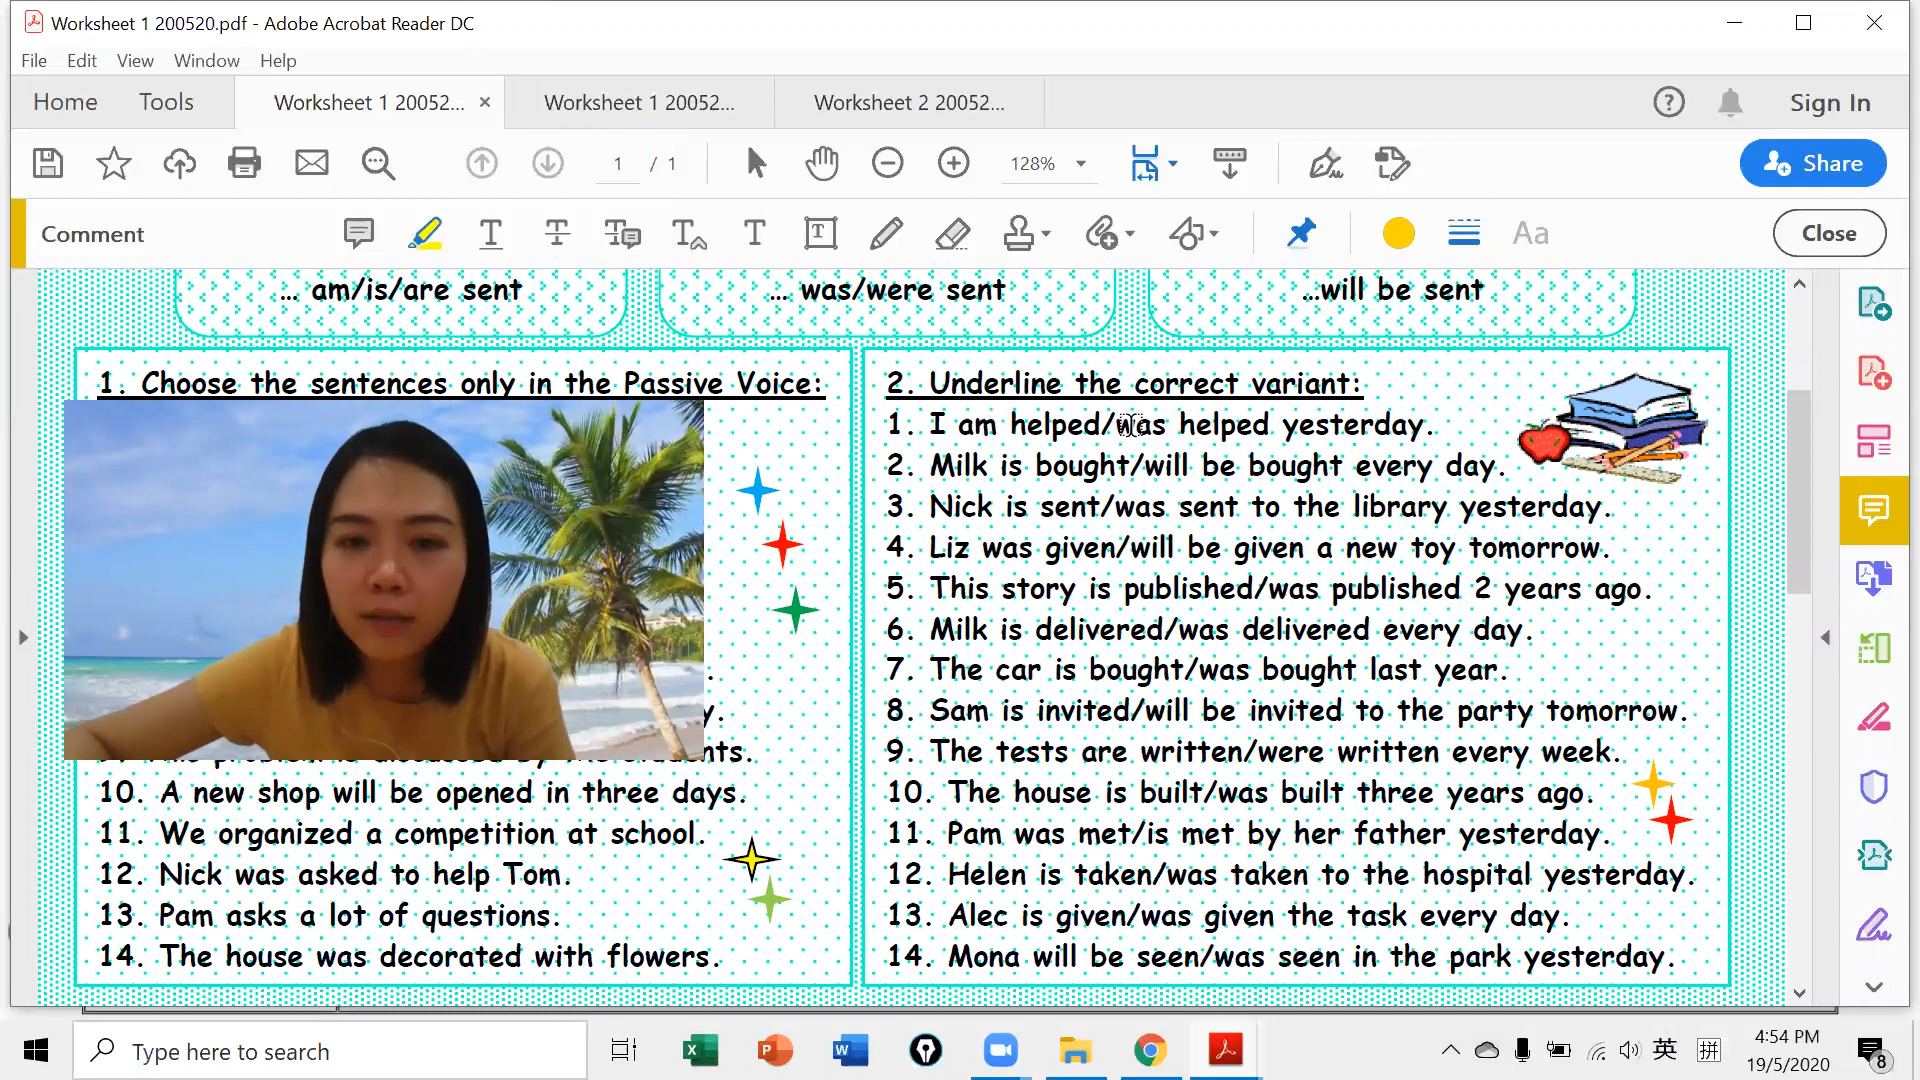 Worksheet 1 200520.pdf - Adobe Acrobat Reader DC
File Edit View Window Help
Home Tools Worksheet 1 20052... × Worksheet 1 20052... Worksheet 2 20052... Sign In
1 / 1 128% Share
Comment Aa Close
... am/is/are sent
... was/were sent
...will be sent
1. Choose the sentences only in the Passive Voice:
.
y.
nts.
10. A new shop will be opened in three days.
11. We organized a competition at school.
12. Nick was asked to help Tom.
13. Pam asks a lot of questions.
14. The house was decorated with flowers.
2. Underline the correct variant:
1. I am helped/was helped yesterday.
2. Milk is bought/will be bought every day.
3. Nick is sent/was sent to the library yesterday.
4. Liz was given/will be given a new toy tomorrow.
5. This story is published/was published 2 years ago.
6. Milk is delivered/was delivered every day.
7. The car is bought/was bought last year.
8. Sam is invited/will be invited to the party tomorrow.
9. The tests are written/were written every week.
10. The house is built/was built three years ago.
11. Pam was met/is met by her father yesterday.
12. Helen is taken/was taken to the hospital yesterday.
13. Alec is given/was given the task every day.
14. Mona will be seen/was seen in the park yesterday.
Type here to search
英 拼
4:54 PM
19/5/2020
8